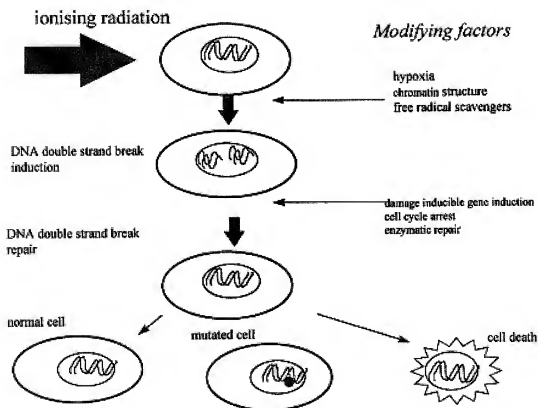 ionising radiation
Modifying factors
hypoxia
chromatin structure
free radical scavengers
DNA double strand break
induction
damage inducible gene induction
cell cycle arrest
enzymatic repair
DNA double strand break
repair
normal cell
mutated cell
cell death